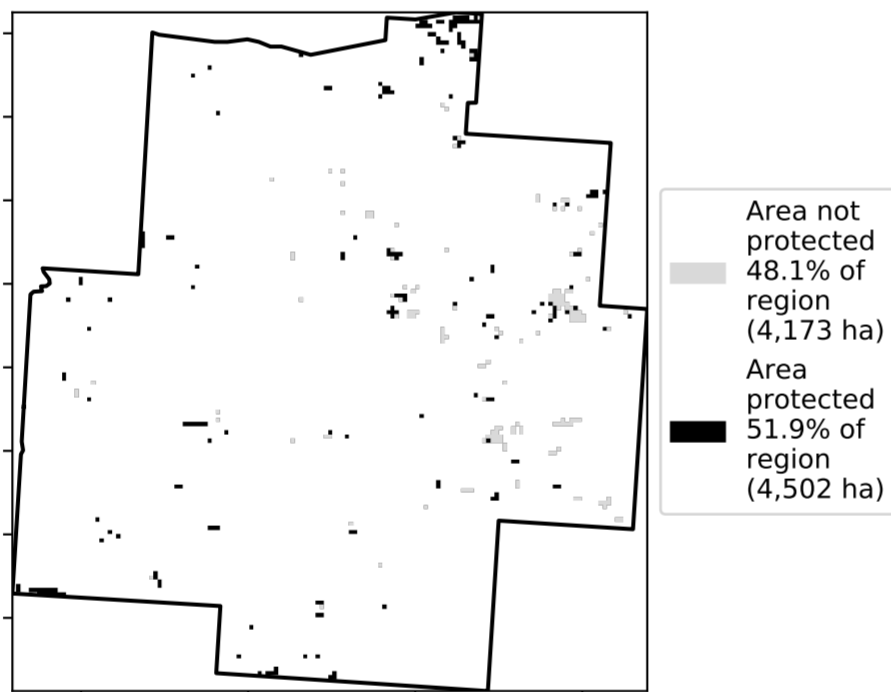 Area not
protected
48.1% of
region
(4,173 ha)
Area
protected
51.9% of
region
(4,502 ha)